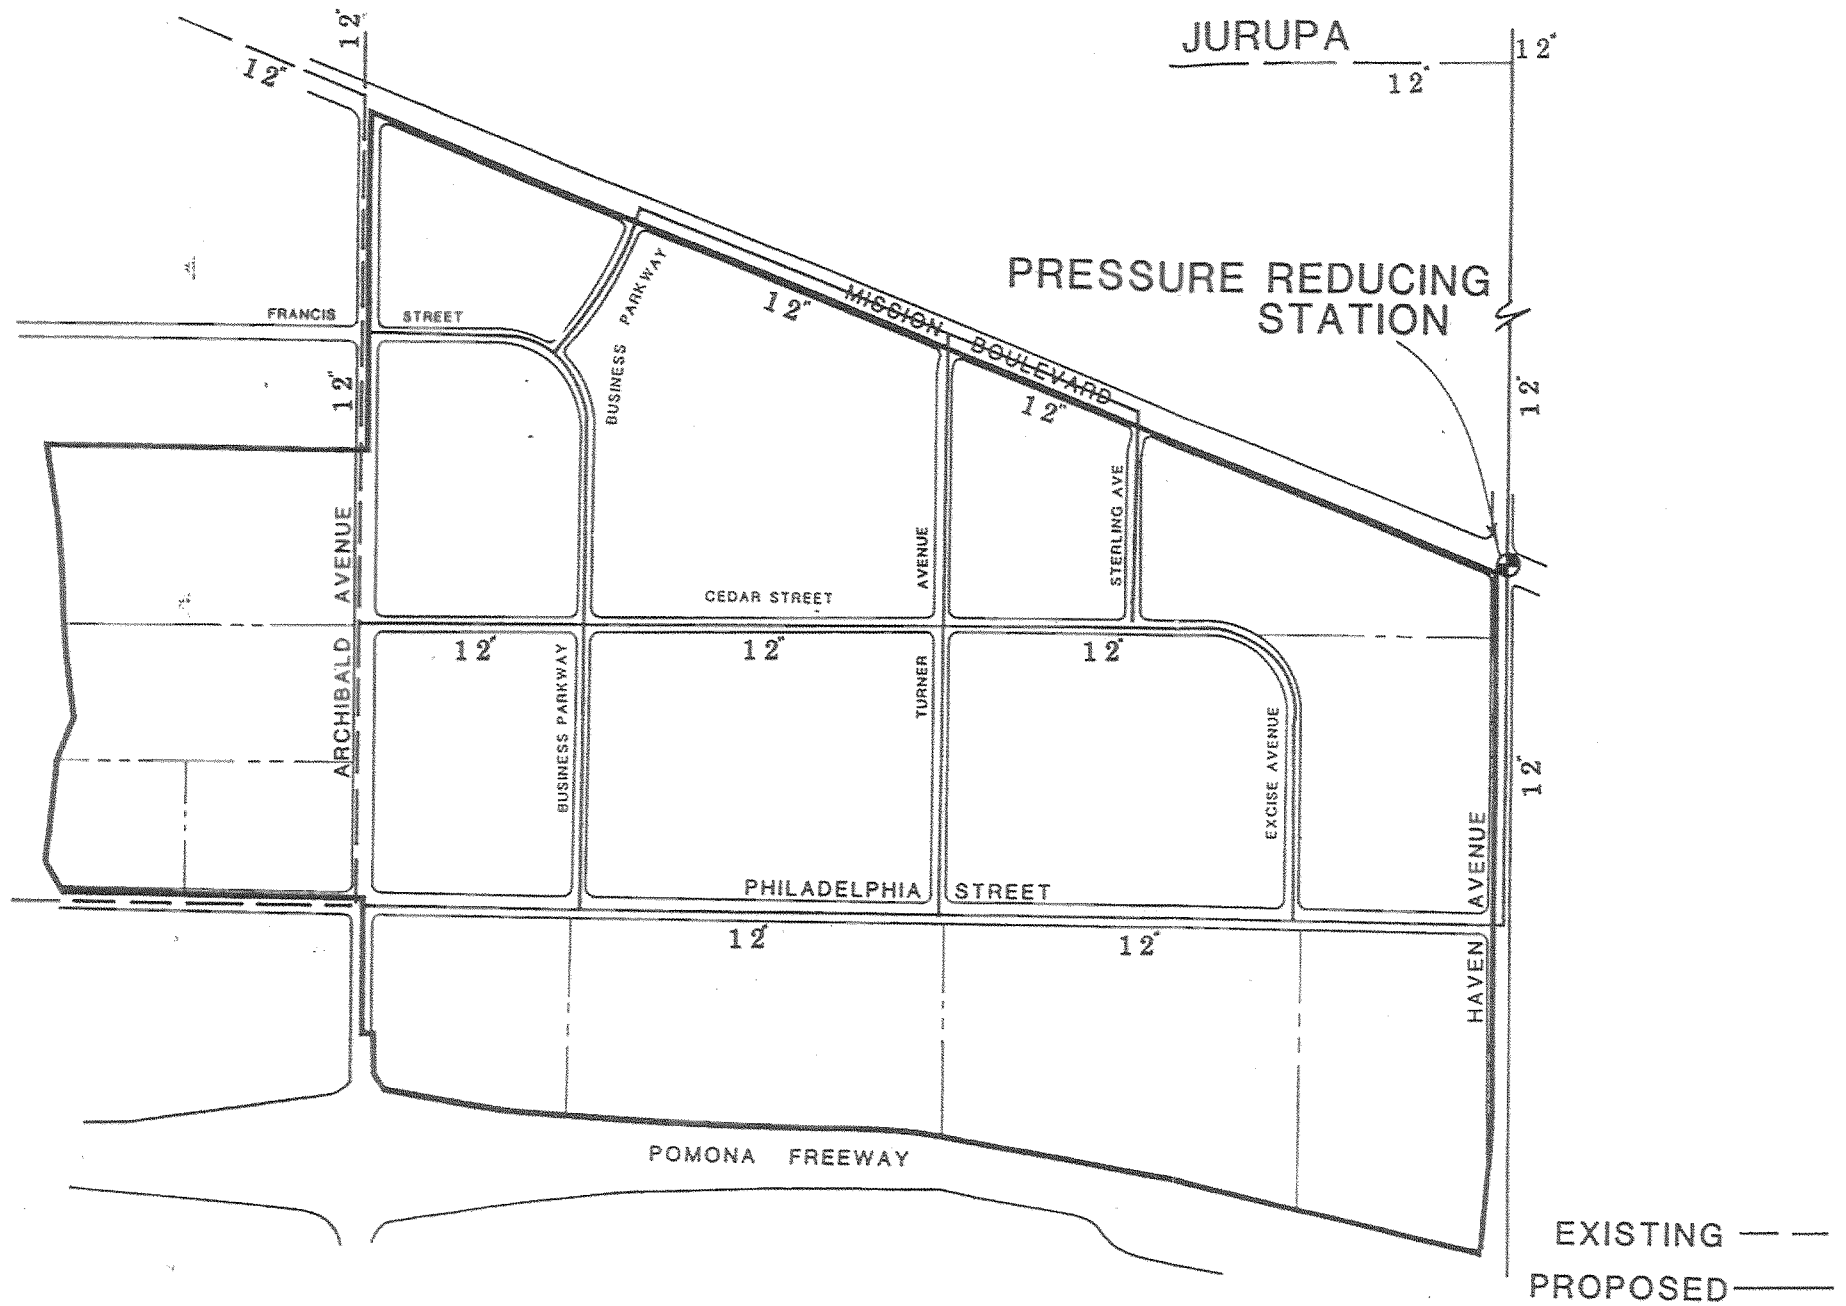 12"
12"
JURUPA
12"
12"
PRESSURE REDUCING
STATION
FRANCIS STREET
BUSINESS PARKWAY
12"
MISSION BOULEVARD
12"
12"
12"
ARCHIBALD AVENUE
STERLING AVE
TURNER AVENUE
CEDAR STREET
12"
12"
12"
BUSINESS PARKWAY
EXCISE AVENUE
12"
HAVEN AVENUE
PHILADELPHIA STREET
12"
12"
POMONA FREEWAY
EXISTING
PROPOSED